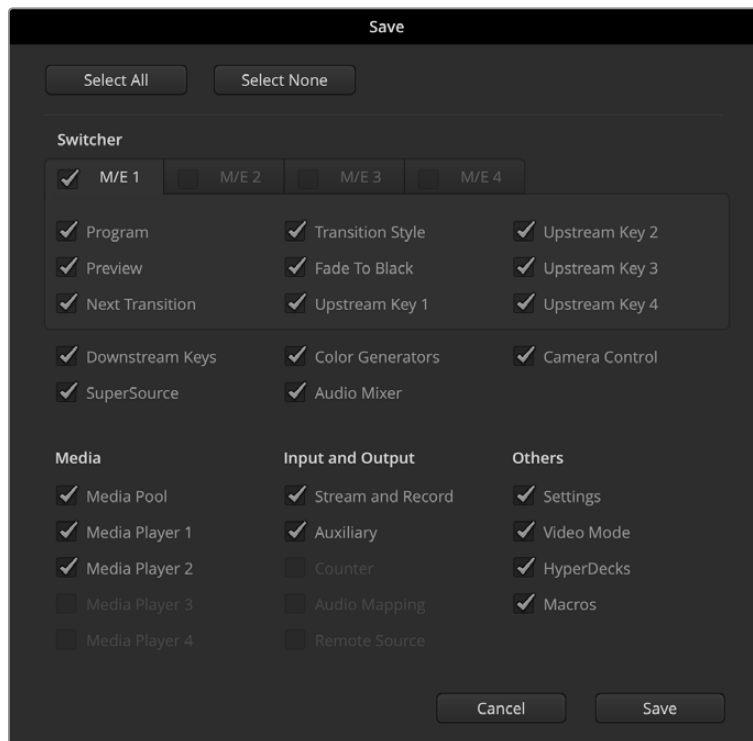 Save
Select All Select None
Switcher
M/E 1 M/E 2 M/E 3 M/E 4
Program Transition Style Upstream Key 2
Preview Fade To Black Upstream Key 3
Next Transition Upstream Key 1 Upstream Key 4
Downstream Keys Color Generators Camera Control
SuperSource Audio Mixer
Media Input and Output Others
Media Pool Stream and Record Settings
Media Player 1 Auxiliary Video Mode
Media Player 2 Counter HyperDecks
Media Player 3 Audio Mapping Macros
Media Player 4 Remote Source
Cancel Save